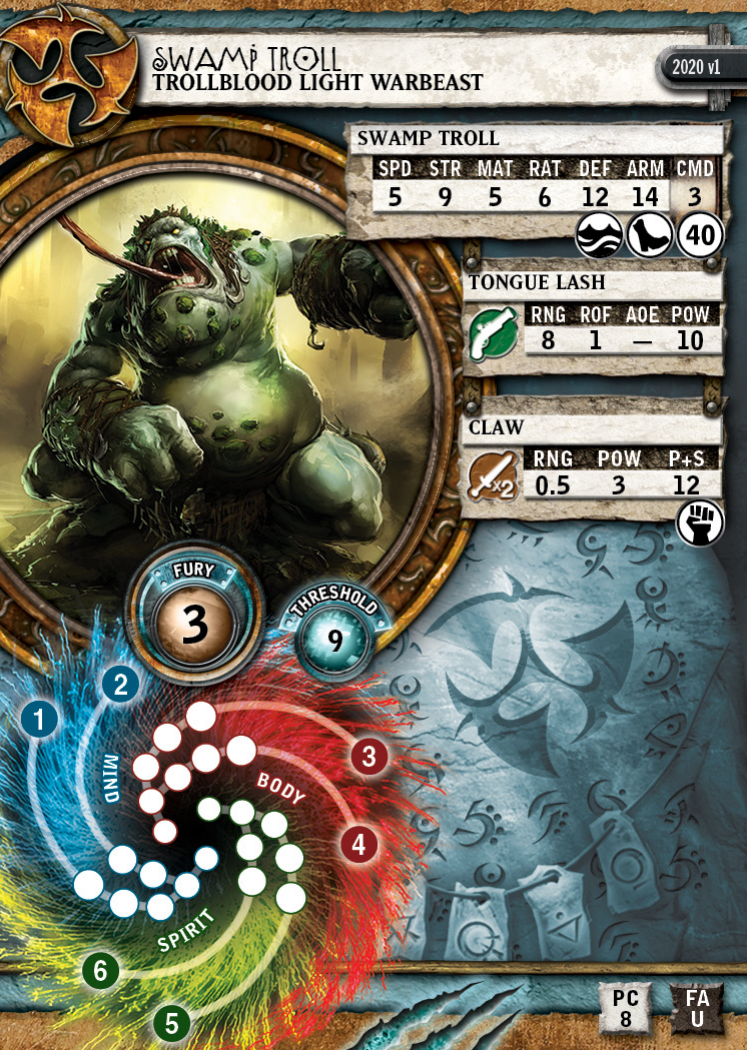 SWAMP TROLL
TROLLBLOOD LIGHT WARBEAST
2020 v1
SWAMP TROLL
SPD STR MAT RAT DEF ARM CMD
5 9 5 6 12 14 3
40
TONGUE LASH
RNG ROF AOE POW
8 1 — 10
CLAW
RNG POW P+S
x2 0.5 3 12
FURY
3
THRESHOLD
9
1
2
MIND
BODY
3
4
SPIRIT
6
5
PC
8
FA
U